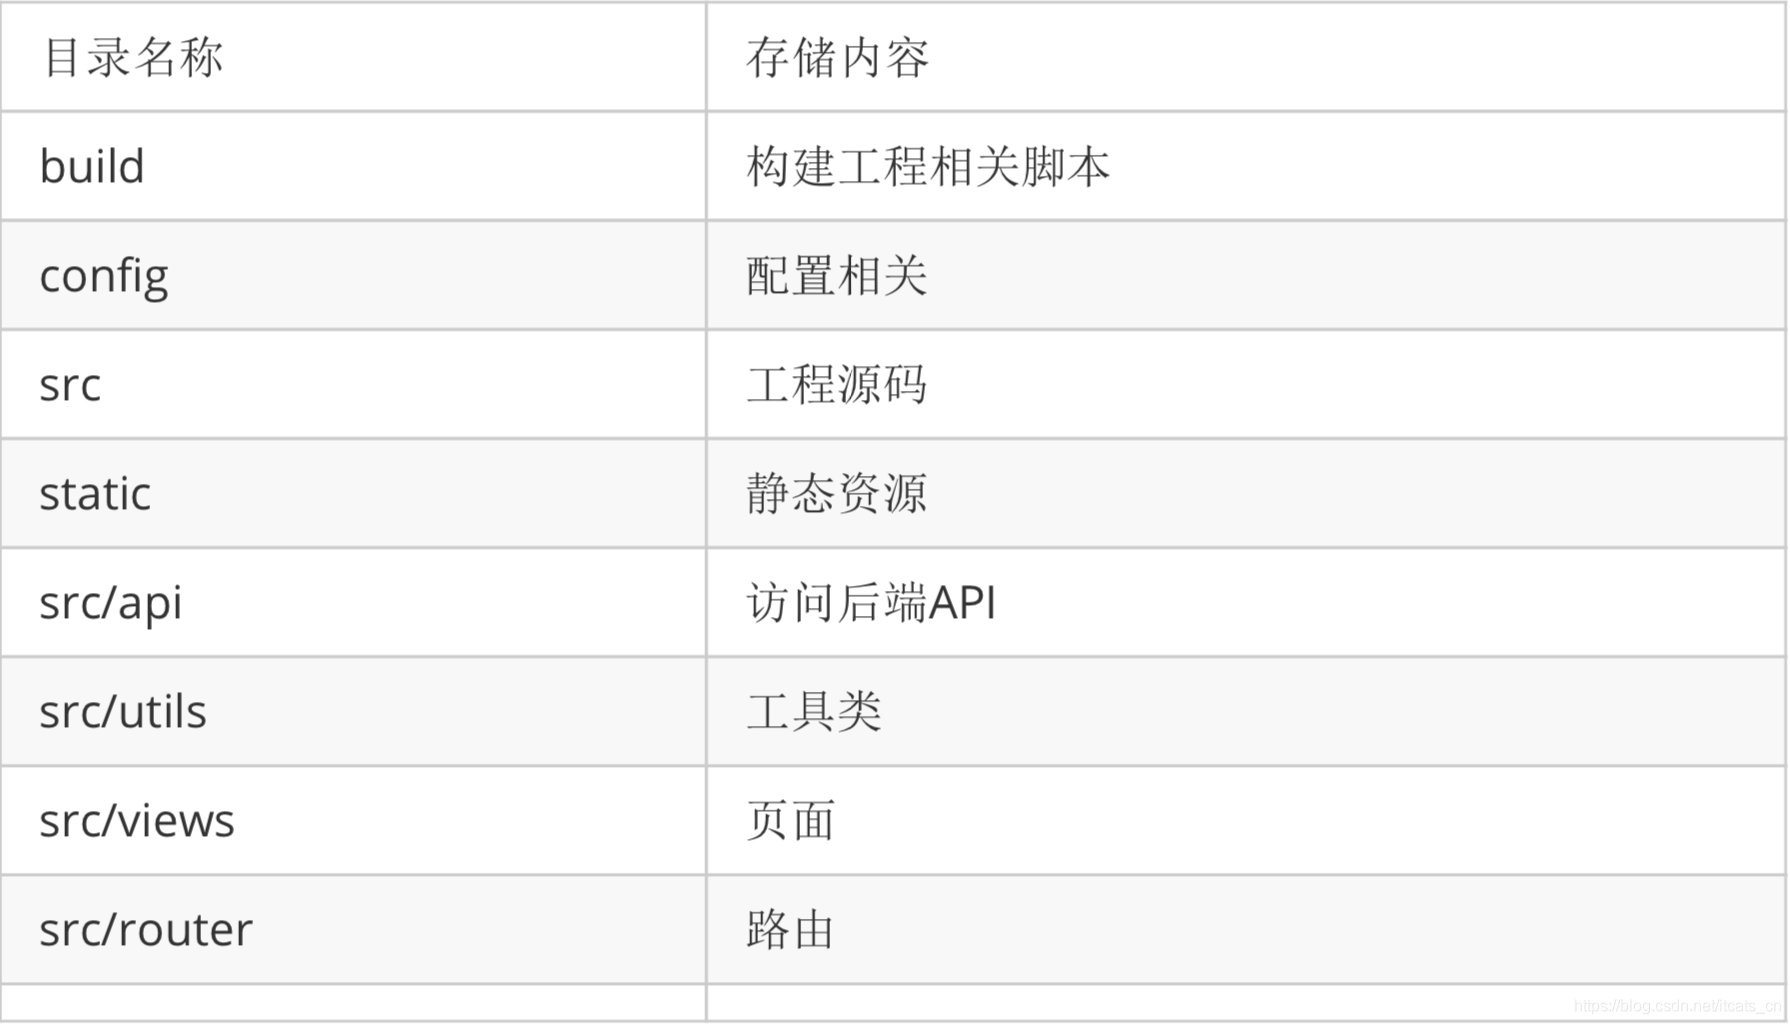 目录名称 存储内容
build 构建工程相关脚本
config 配置相关
src 工程源码
static 静态资源
src/api 访问后端API
src/utils 工具类
src/views 页面
src/router 路由
https://blog.csdn.net/itcats_cn